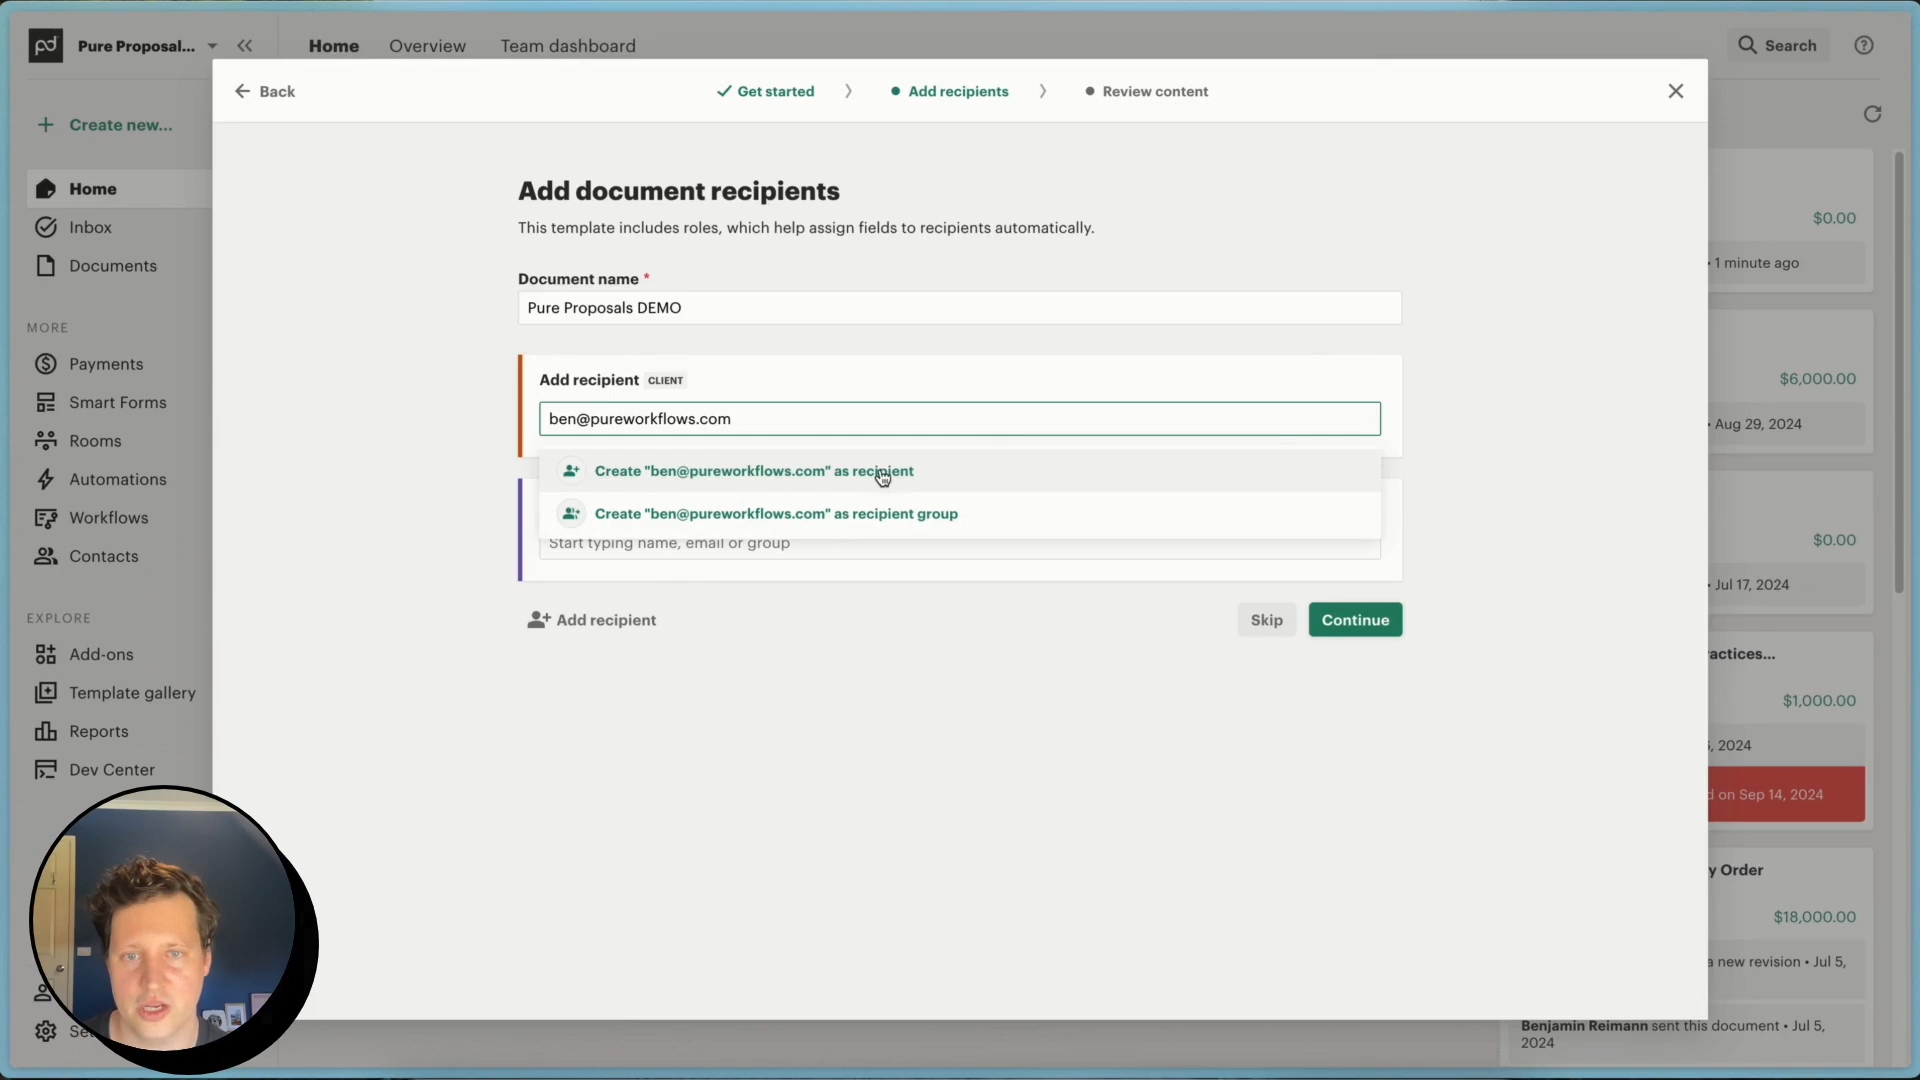 pd
Pure Proposal...
Home
Overview
Team dashboard
Search
Back
Get started
Add recipients
Review content
Create new...
Home
Inbox
Documents
MORE
Payments
Smart Forms
Rooms
Automations
Workflows
Contacts
EXPLORE
Add-ons
Template gallery
Reports
Dev Center
Add document recipients
This template includes roles, which help assign fields to recipients automatically.
Document name *
Pure Proposals DEMO
Add recipient CLIENT
ben@pureworkflows.com
Create "ben@pureworkflows.com" as recipient
Create "ben@pureworkflows.com" as recipient group
Start typing name, email or group
Add recipient
Skip
Continue
$0.00
• 1 minute ago
$6,000.00
• Aug 29, 2024
$0.00
• Jul 17, 2024
actices...
$1,000.00
, 2024
d on Sep 14, 2024
y Order
$18,000.00
a new revision • Jul 5,
Benjamin Reimann sent this document • Jul 5,
2024